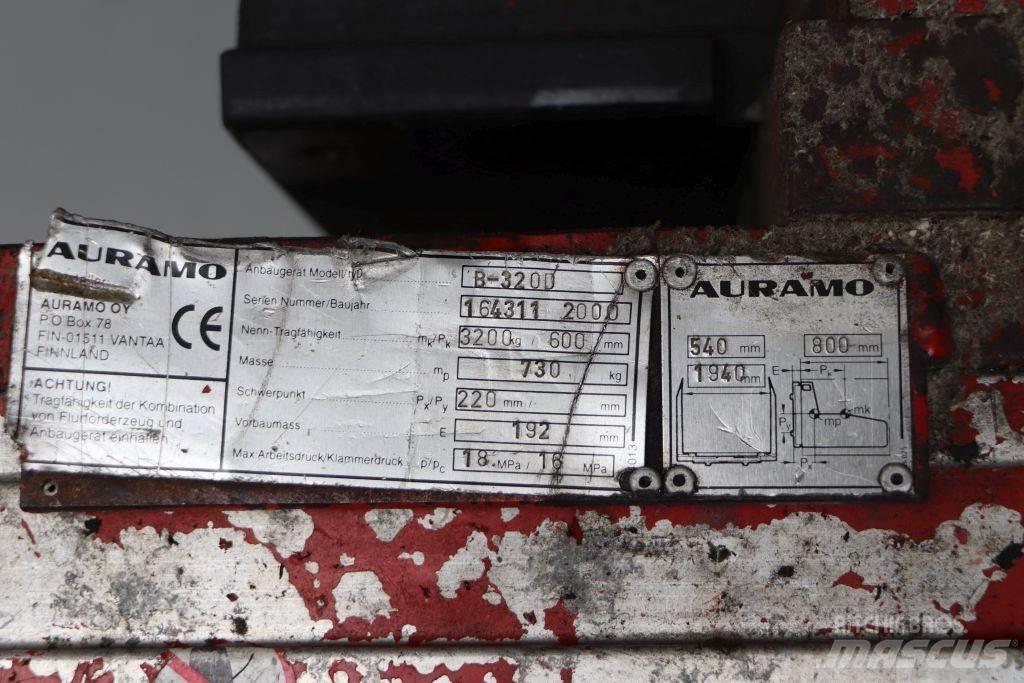 AURAMO
AURAMO OY
P.O Box 78
FIN-01511 VANTAA
FINNLAND
CE
ACHTUNG!
Tragfähigkeit der Kombination
von Flurförderzeug und
Anbaugerät einhalten
Anbaugerät Modell/typ B-320D
Serien Nummer/Baujahr 164311 2000
Nenn-Tragfähigkeit mk/Pk 3200 kg / 600 mm
Masse mp 730 kg
Schwerpunkt Px/Py 220 mm / mm
Vorbaumass E 192 mm
Max Arbeitsdruck/Klammerdruck p/pc 18 MPa / 16 MPa
013
AURAMO
540 mm 800 mm
1940 mm
E Px
Py mp mk
P
MASCUS